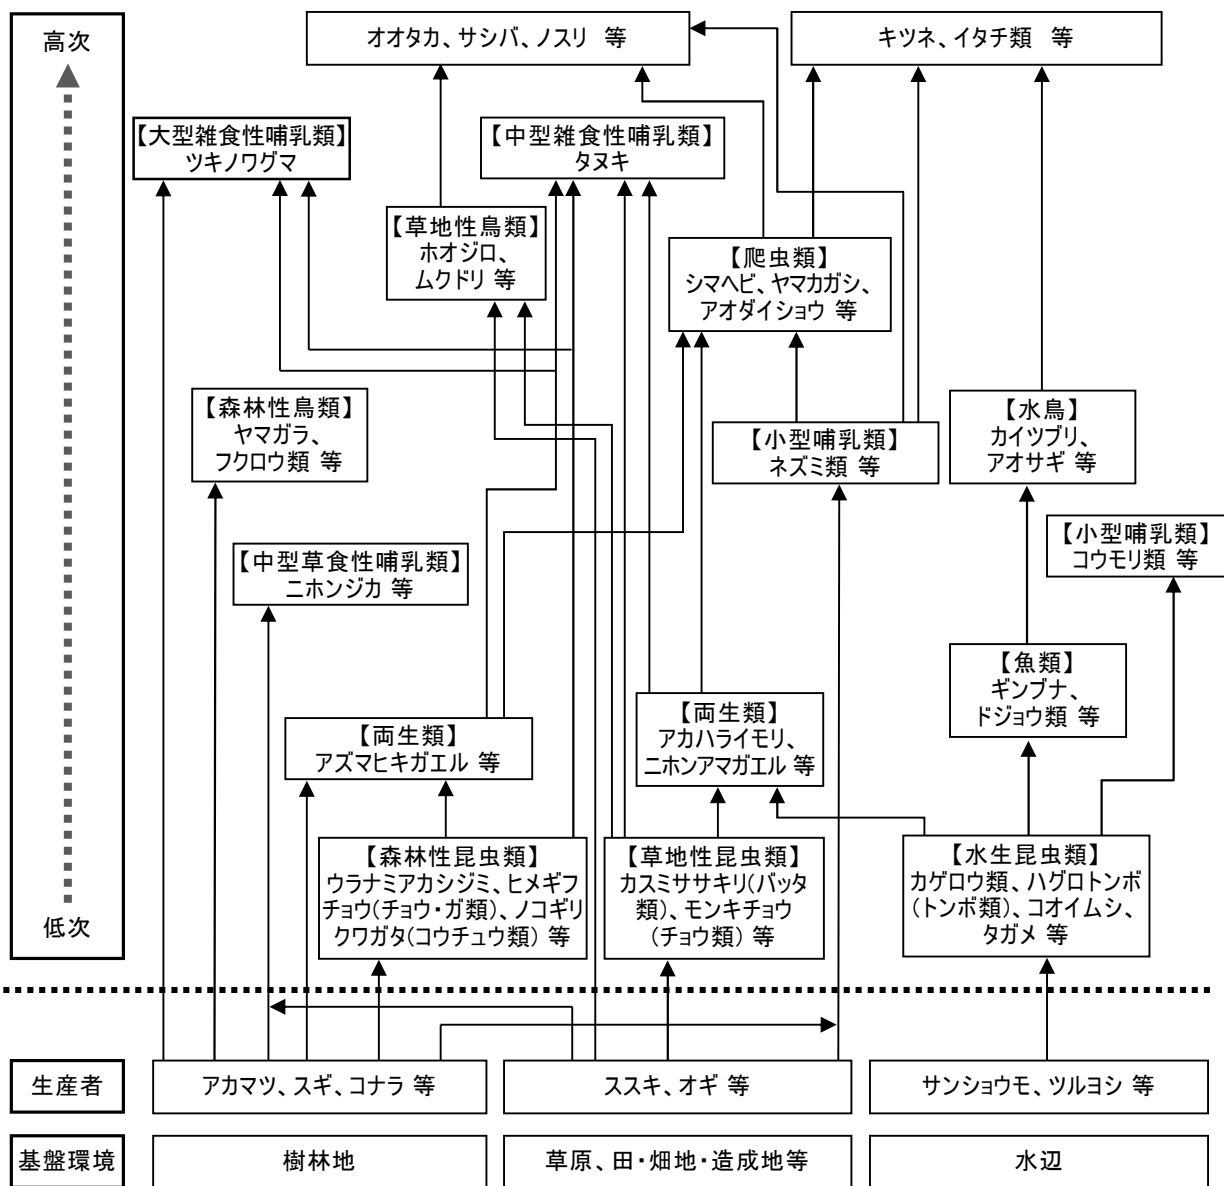 高次
オオタカ、サシバ、ノスリ 等
キツネ、イタチ類 等
【大型雑食性哺乳類】
ツキノワグマ
【中型雑食性哺乳類】
タヌキ
【草地性鳥類】
ホオジロ、
ムクドリ 等
【爬虫類】
シマヘビ、ヤマカガシ、
アオダイショウ 等
【森林性鳥類】
ヤマガラ、
フクロウ類 等
【小型哺乳類】
ネズミ類 等
【水鳥】
カイツブリ、
アオサギ 等
【中型草食性哺乳類】
ニホンジカ 等
【小型哺乳類】
コウモリ類 等
【魚類】
ギンブナ、
ドジョウ類 等
【両生類】
アズマヒキガエル 等
【両生類】
アカハライモリ、
ニホンアマガエル 等
【森林性昆虫類】
ウラナミアカシジミ、ヒメギフ
チョウ(チョウ・ガ類)、ノコギリ
クワガタ(コウチュウ類) 等
【草地性昆虫類】
カスミササキリ(バッタ
類)、モンキチョウ
(チョウ類) 等
【水生昆虫類】
カゲロウ類、ハグロトンボ
(トンボ類)、コオイムシ、
タガメ 等
低次
生産者
アカマツ、スギ、コナラ 等
ススキ、オギ 等
サンショウモ、ツルヨシ 等
基盤環境
樹林地
草原、田・畑地・造成地等
水辺